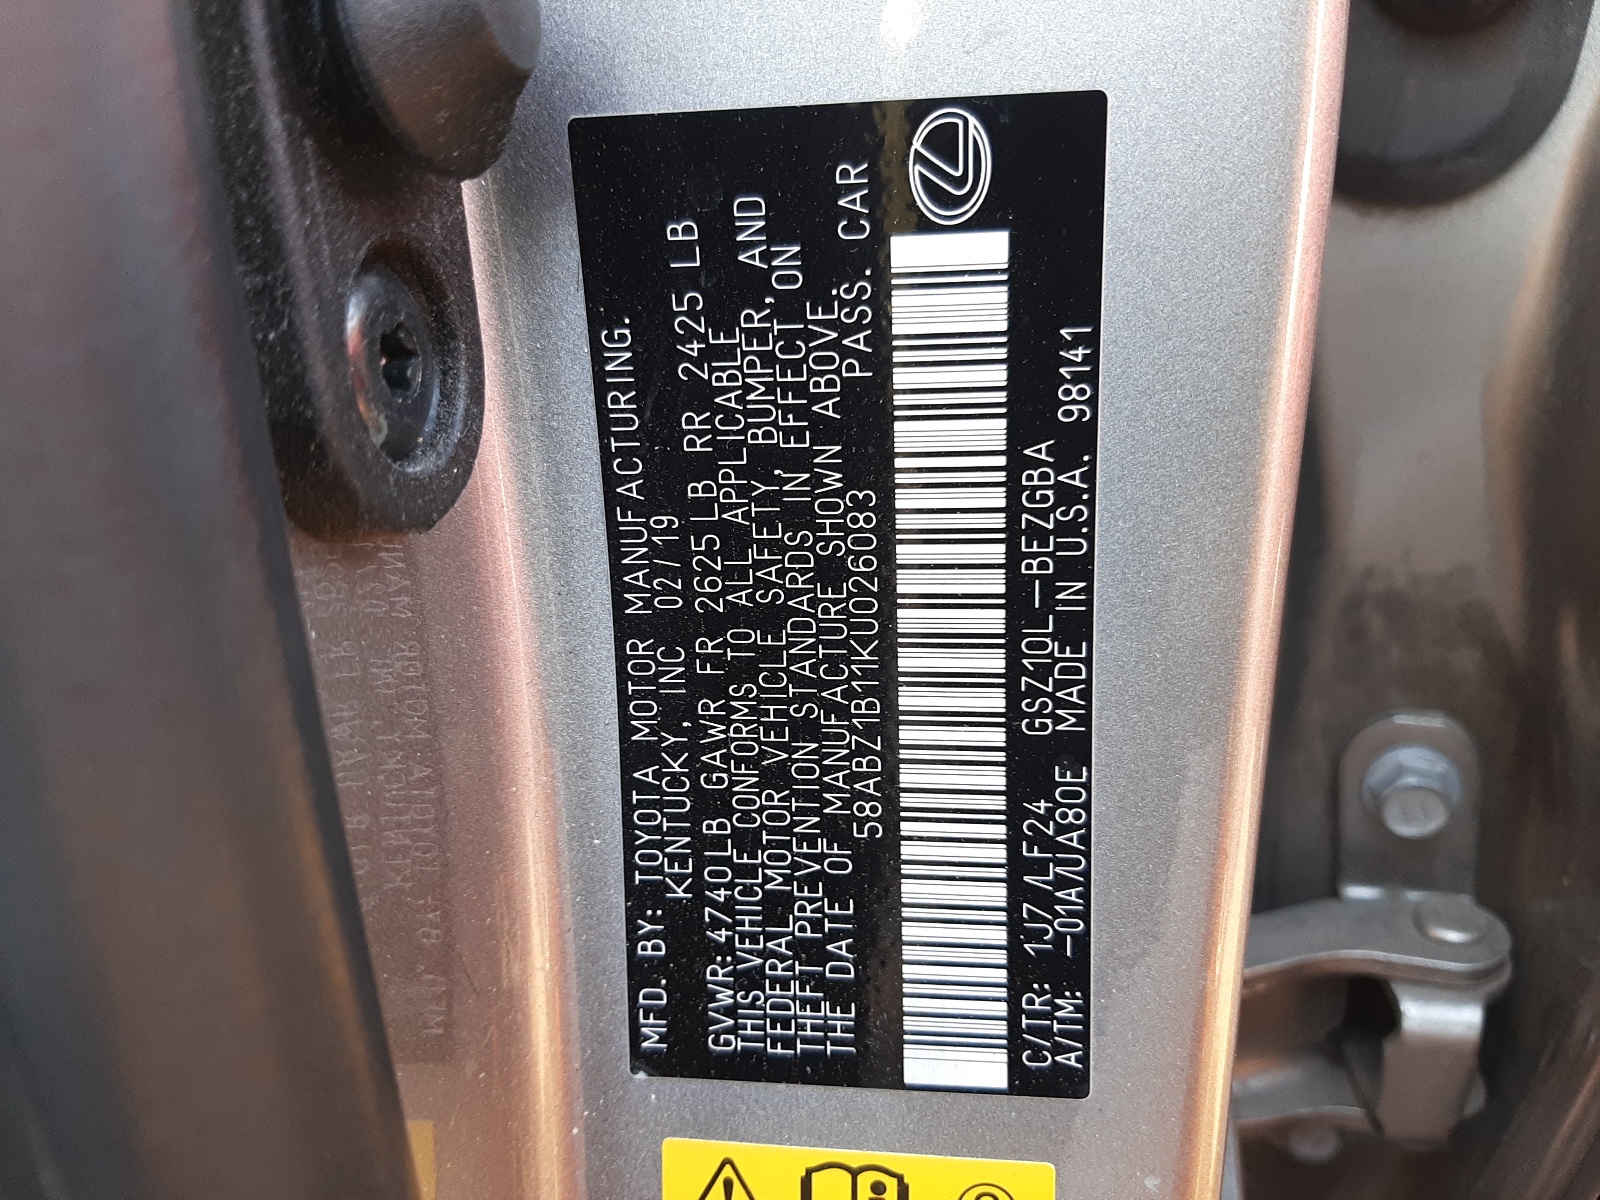 MFD. BY: TOYOTA MOTOR MANUFACTURING.
KENTUCKY, INC 02/19
GVWR: 4740LB GAWR FR 2625LB RR 2425 LB
THIS VEHICLE CONFORMS TO ALL APPLICABLE
FEDERAL MOTOR VEHICLE SAFETY, BUMPER, AND
THEFT PREVENTION STANDARDS IN EFFECT ON
THE DATE OF MANUFACTURE SHOWN ABOVE.
58ABZ1B11KU026083 PASS. CAR
C/TR: 1J7/LF24 GSZ10L-BEZGBA
A/TM: -01A/UA80E MADE IN U.S.A. 98141